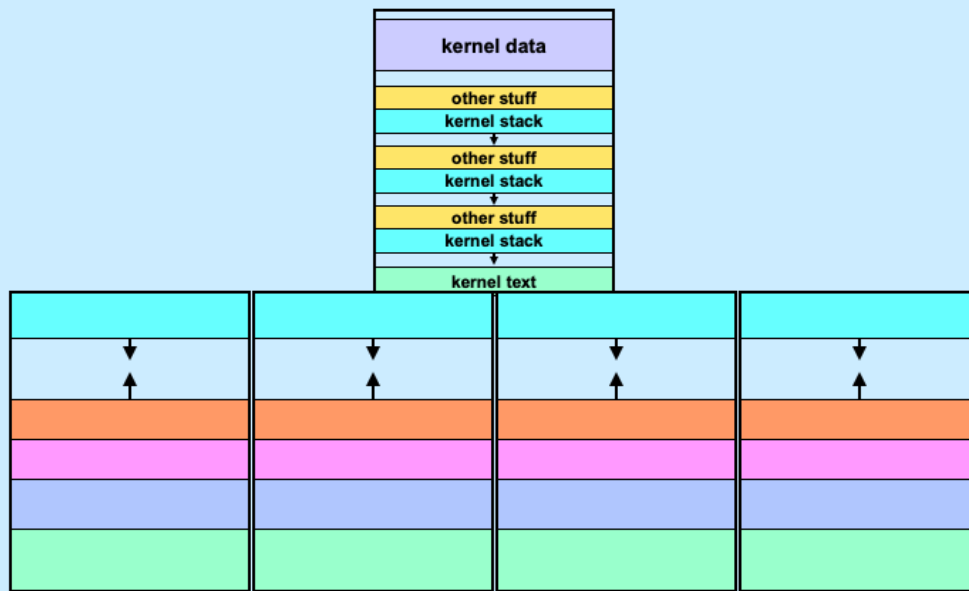 kernel data
other stuff
kernel stack
other stuff
kernel stack
other stuff
kernel stack
kernel text